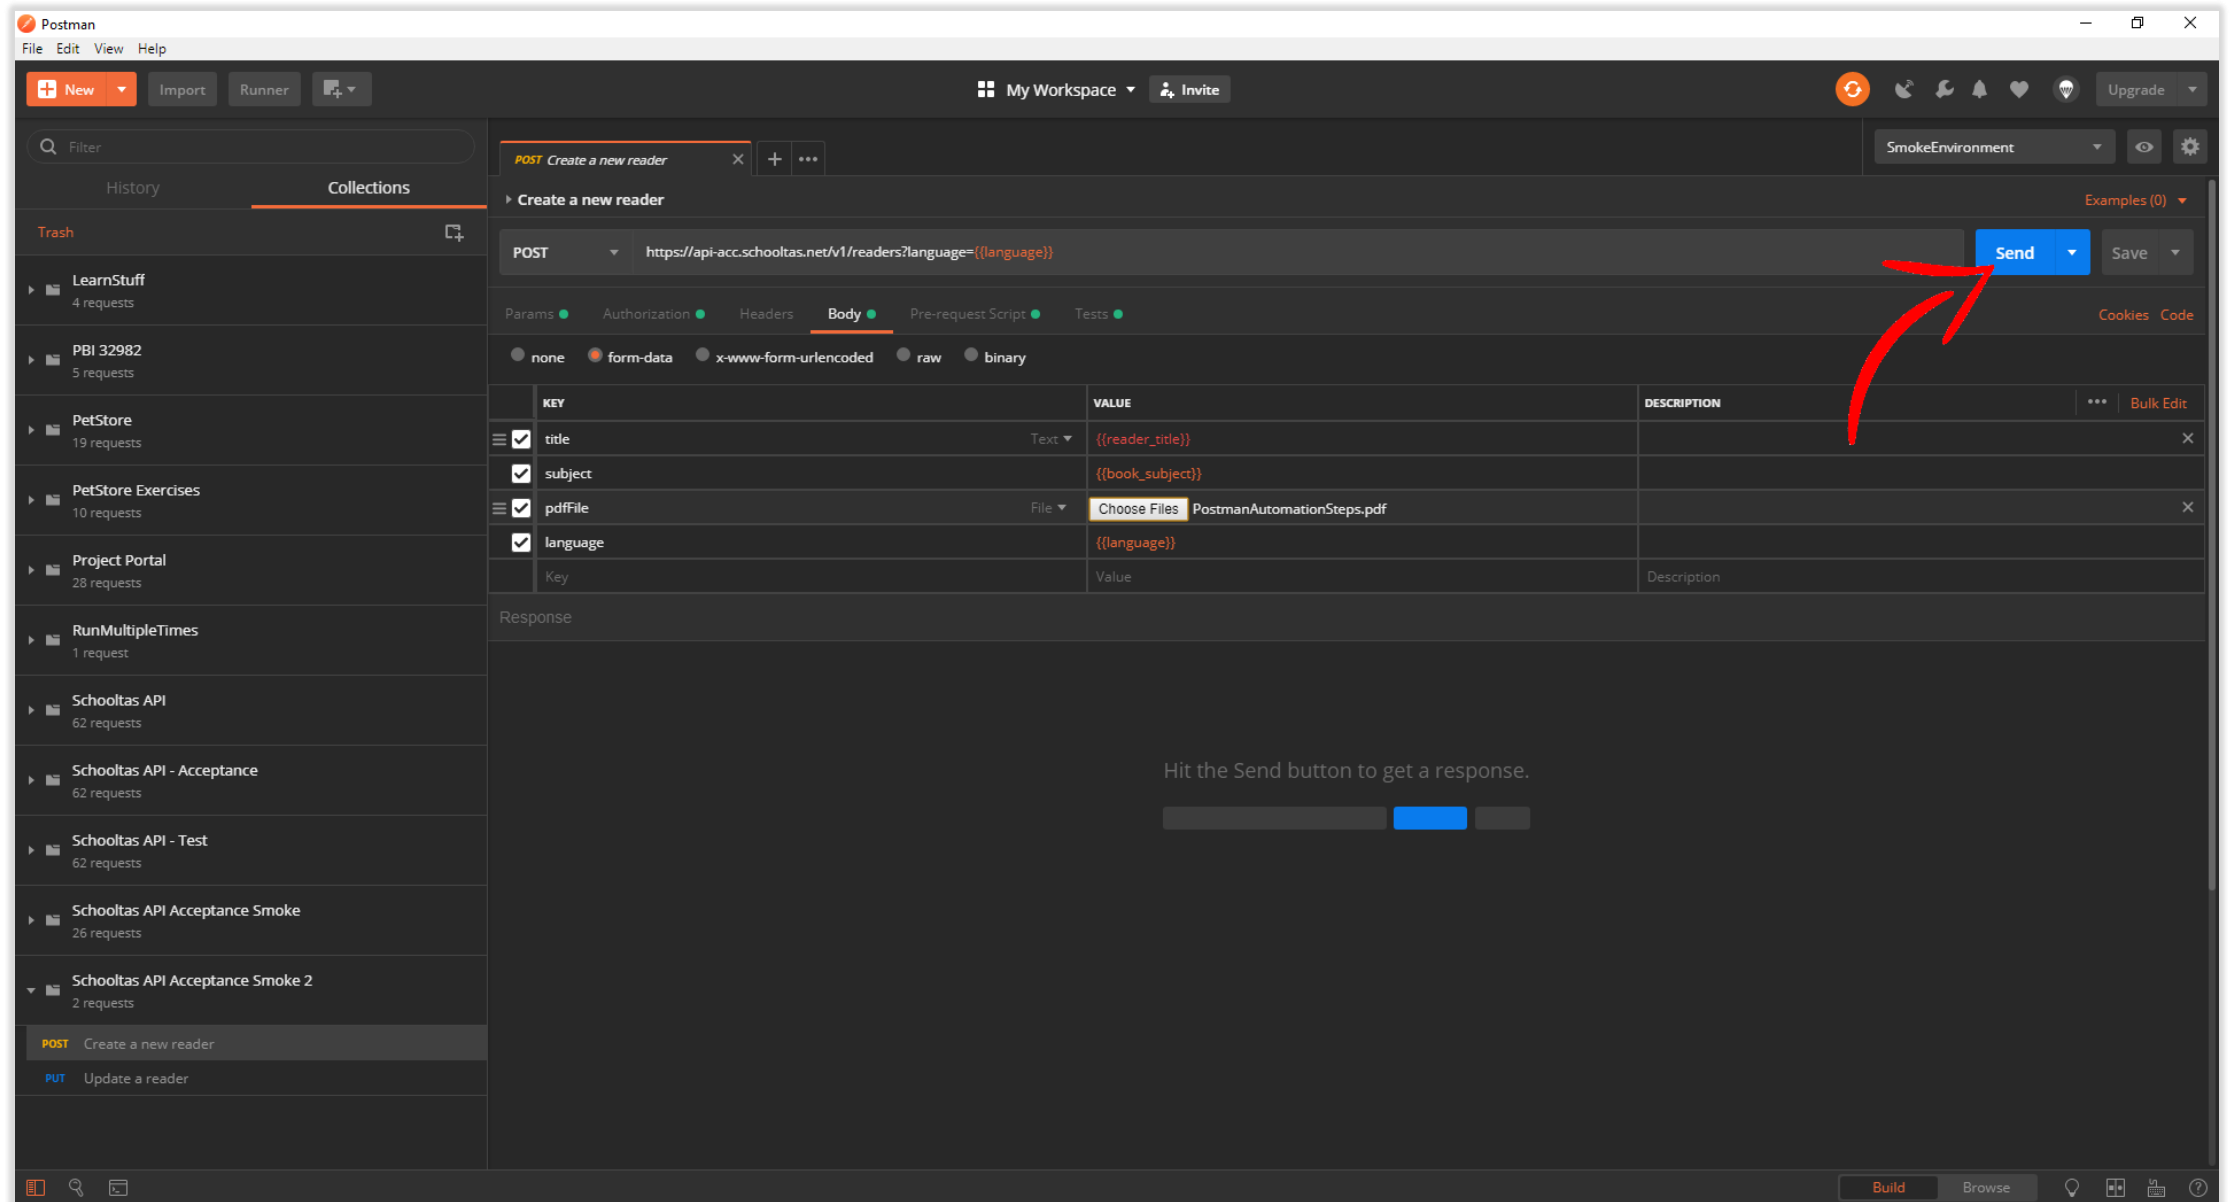 Postman
File Edit View Help
New Import Runner My Workspace Invite Upgrade
Filter
History Collections
Trash
LearnStuff
4 requests
PBI 32982
5 requests
PetStore
19 requests
PetStore Exercises
10 requests
Project Portal
28 requests
RunMultipleTimes
1 request
Schooltas API
62 requests
Schooltas API - Acceptance
62 requests
Schooltas API - Test
62 requests
Schooltas API Acceptance Smoke
26 requests
Schooltas API Acceptance Smoke 2
2 requests
POST Create a new reader
PUT Update a reader
POST Create a new reader
SmokeEnvironment
Create a new reader Examples (0)
POST https://api-acc.schooltas.net/v1/readers?language={{language}} Send Save
Params Authorization Headers Body Pre-request Script Tests Cookies Code
none form-data x-www-form-urlencoded raw binary
KEY VALUE DESCRIPTION ••• Bulk Edit
title Text {{reader_title}}
subject {{book_subject}}
pdfFile File Choose Files PostmanAutomationSteps.pdf
language {{language}}
Key Value Description
Response
Hit the Send button to get a response.
Build Browse